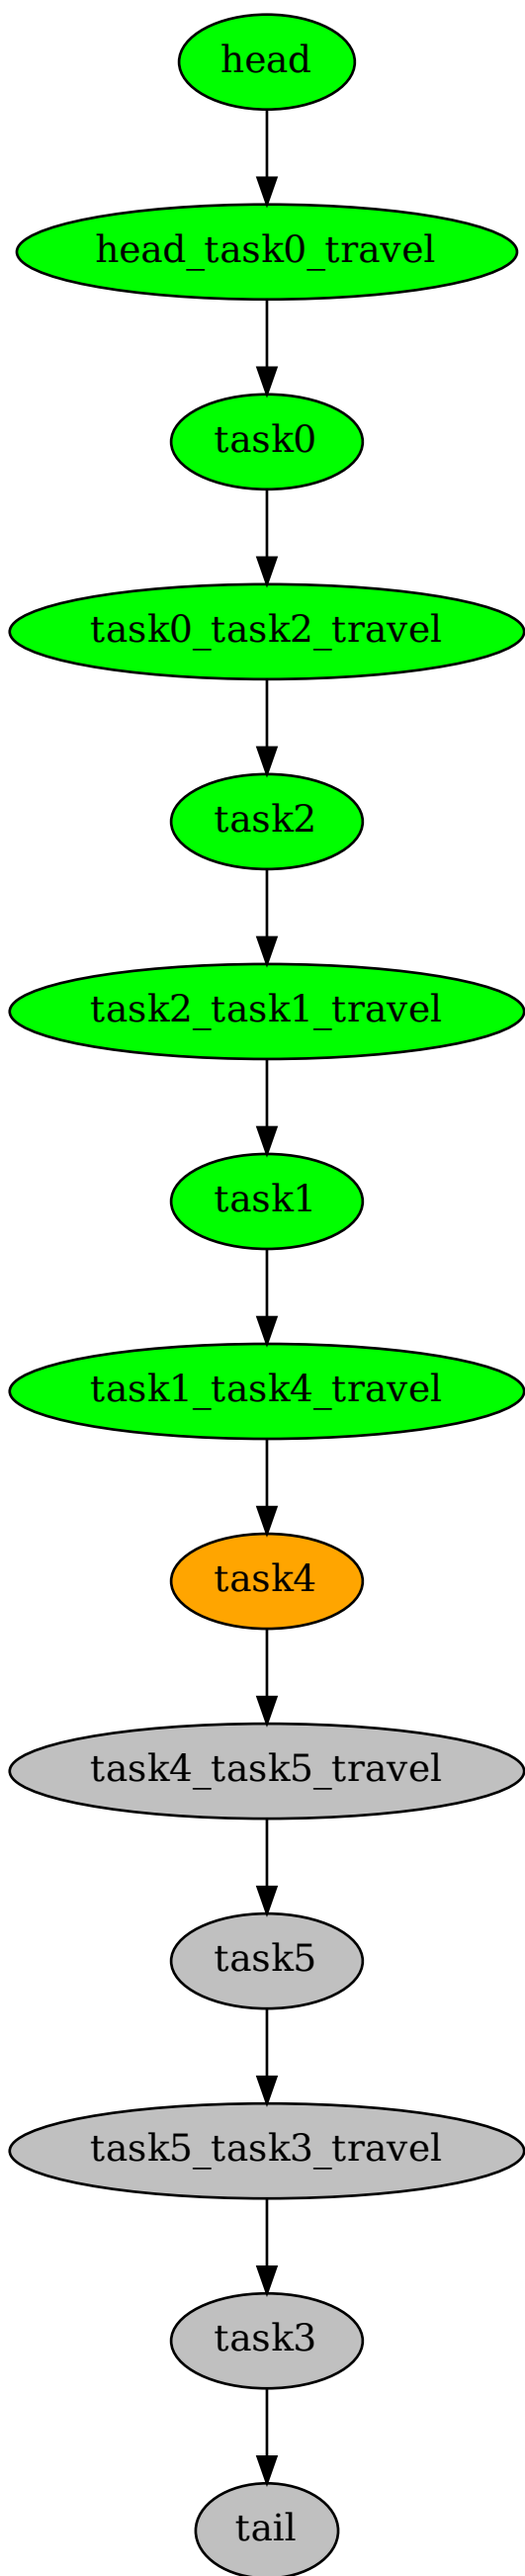 head
head_task0_travel
task0
task0_task2_travel
task2
task2_task1_travel
task1
task1_task4_travel
task4
task4_task5_travel
task5
task5_task3_travel
task3
tail